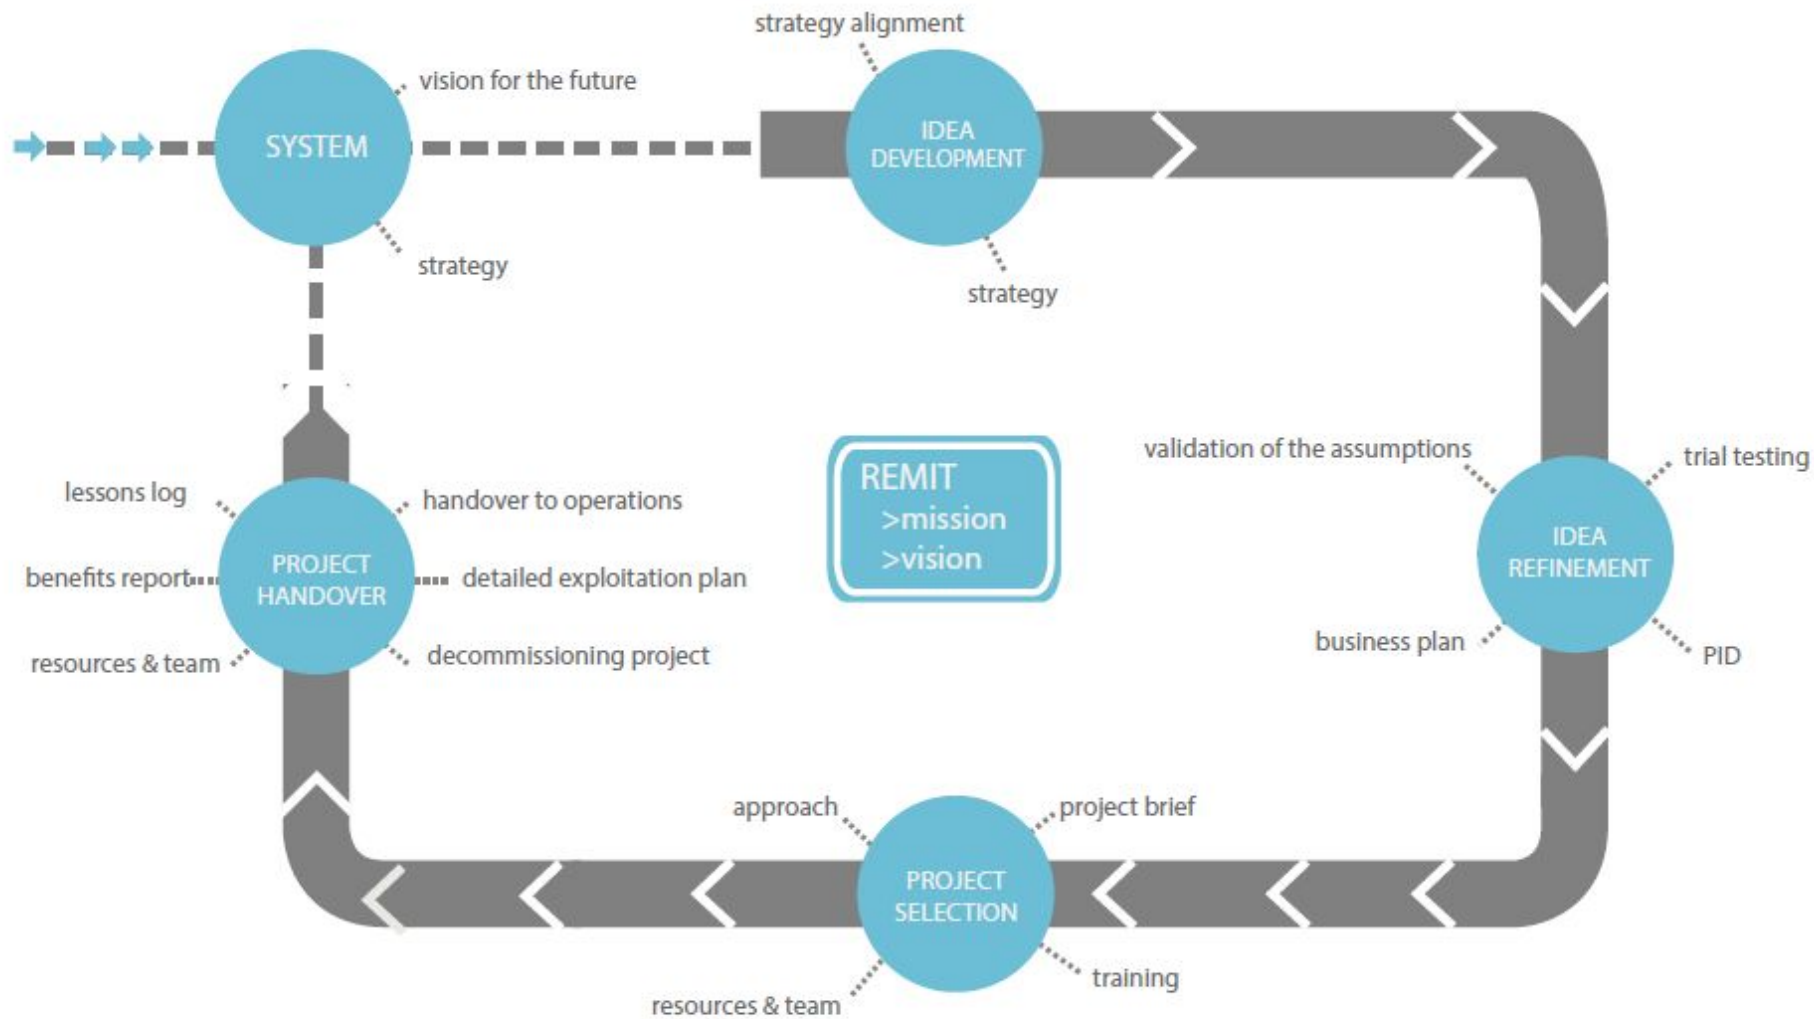 strategy alignment
vision for the future
SYSTEM
strategy
IDEA
DEVELOPMENT
strategy
validation of the assumptions
trial testing
IDEA
REFINEMENT
business plan
PID
REMIT
>mission
>vision
lessons log
handover to operations
benefits report
PROJECT
HANDOVER
detailed exploitation plan
resources & team
decommissioning project
approach
project brief
PROJECT
SELECTION
training
resources & team